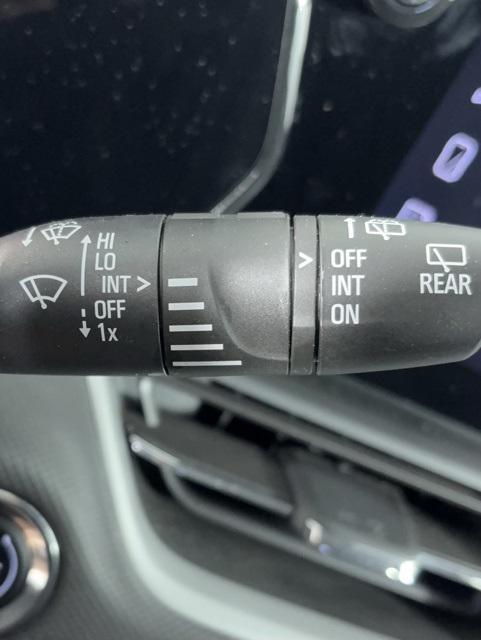 HI
LO
INT >
OFF
1x
>
OFF
INT
ON
REAR